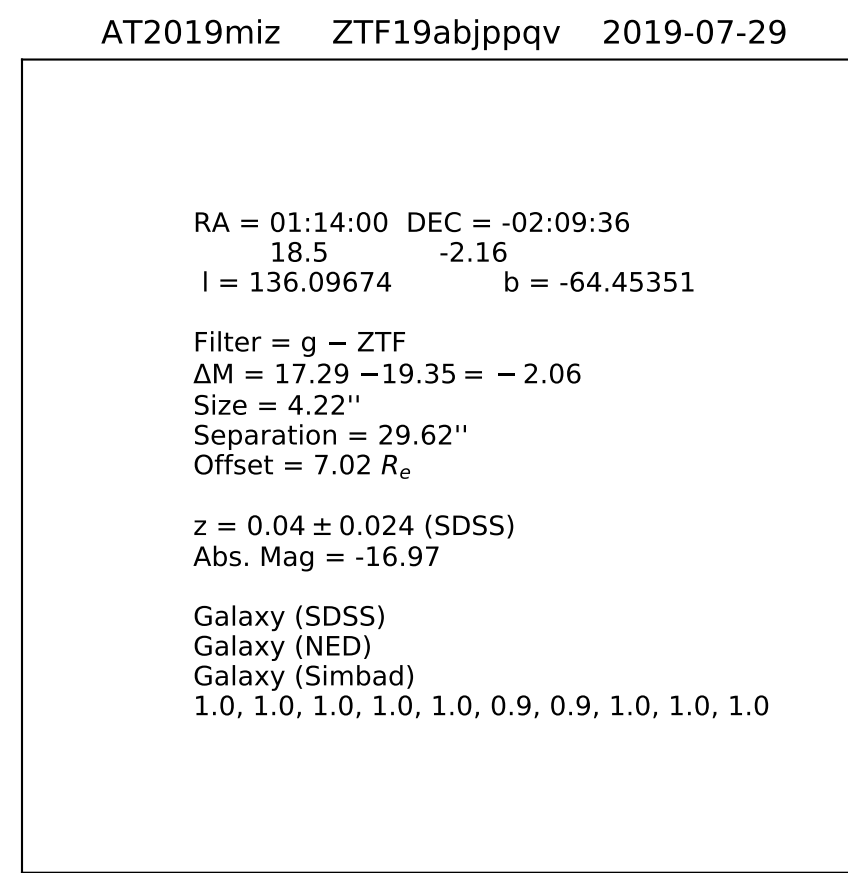 AT2019miz ZTF19abjppqv 2019-07-29
RA = 01:14:00 DEC = -02:09:36
18.5 -2.16
l = 136.09674 b = -64.45351
Filter = g − ZTF
ΔM = 17.29 −19.35 = − 2.06
Size = 4.22''
Separation = 29.62''
Offset = 7.02 Rₑ
z = 0.04 ± 0.024 (SDSS)
Abs. Mag = -16.97
Galaxy (SDSS)
Galaxy (NED)
Galaxy (Simbad)
1.0, 1.0, 1.0, 1.0, 1.0, 0.9, 0.9, 1.0, 1.0, 1.0